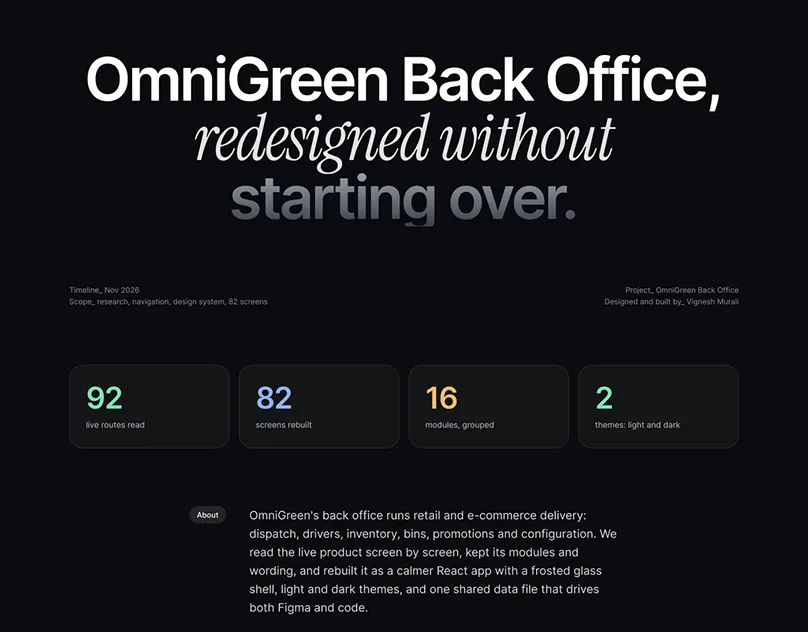 OmniGreen Back Office,
redesigned without
starting over.
Timeline_ Nov 2026
Scope_ research, navigation, design system, 82 screens
Project_ OmniGreen Back Office
Designed and built by_ Vignesh Murali
92
live routes read
82
screens rebuilt
16
modules, grouped
2
themes: light and dark
About
OmniGreen's back office runs retail and e-commerce delivery:
dispatch, drivers, inventory, bins, promotions and configuration. We
read the live product screen by screen, kept its modules and
wording, and rebuilt it as a calmer React app with a frosted glass
shell, light and dark themes, and one shared data file that drives
both Figma and code.